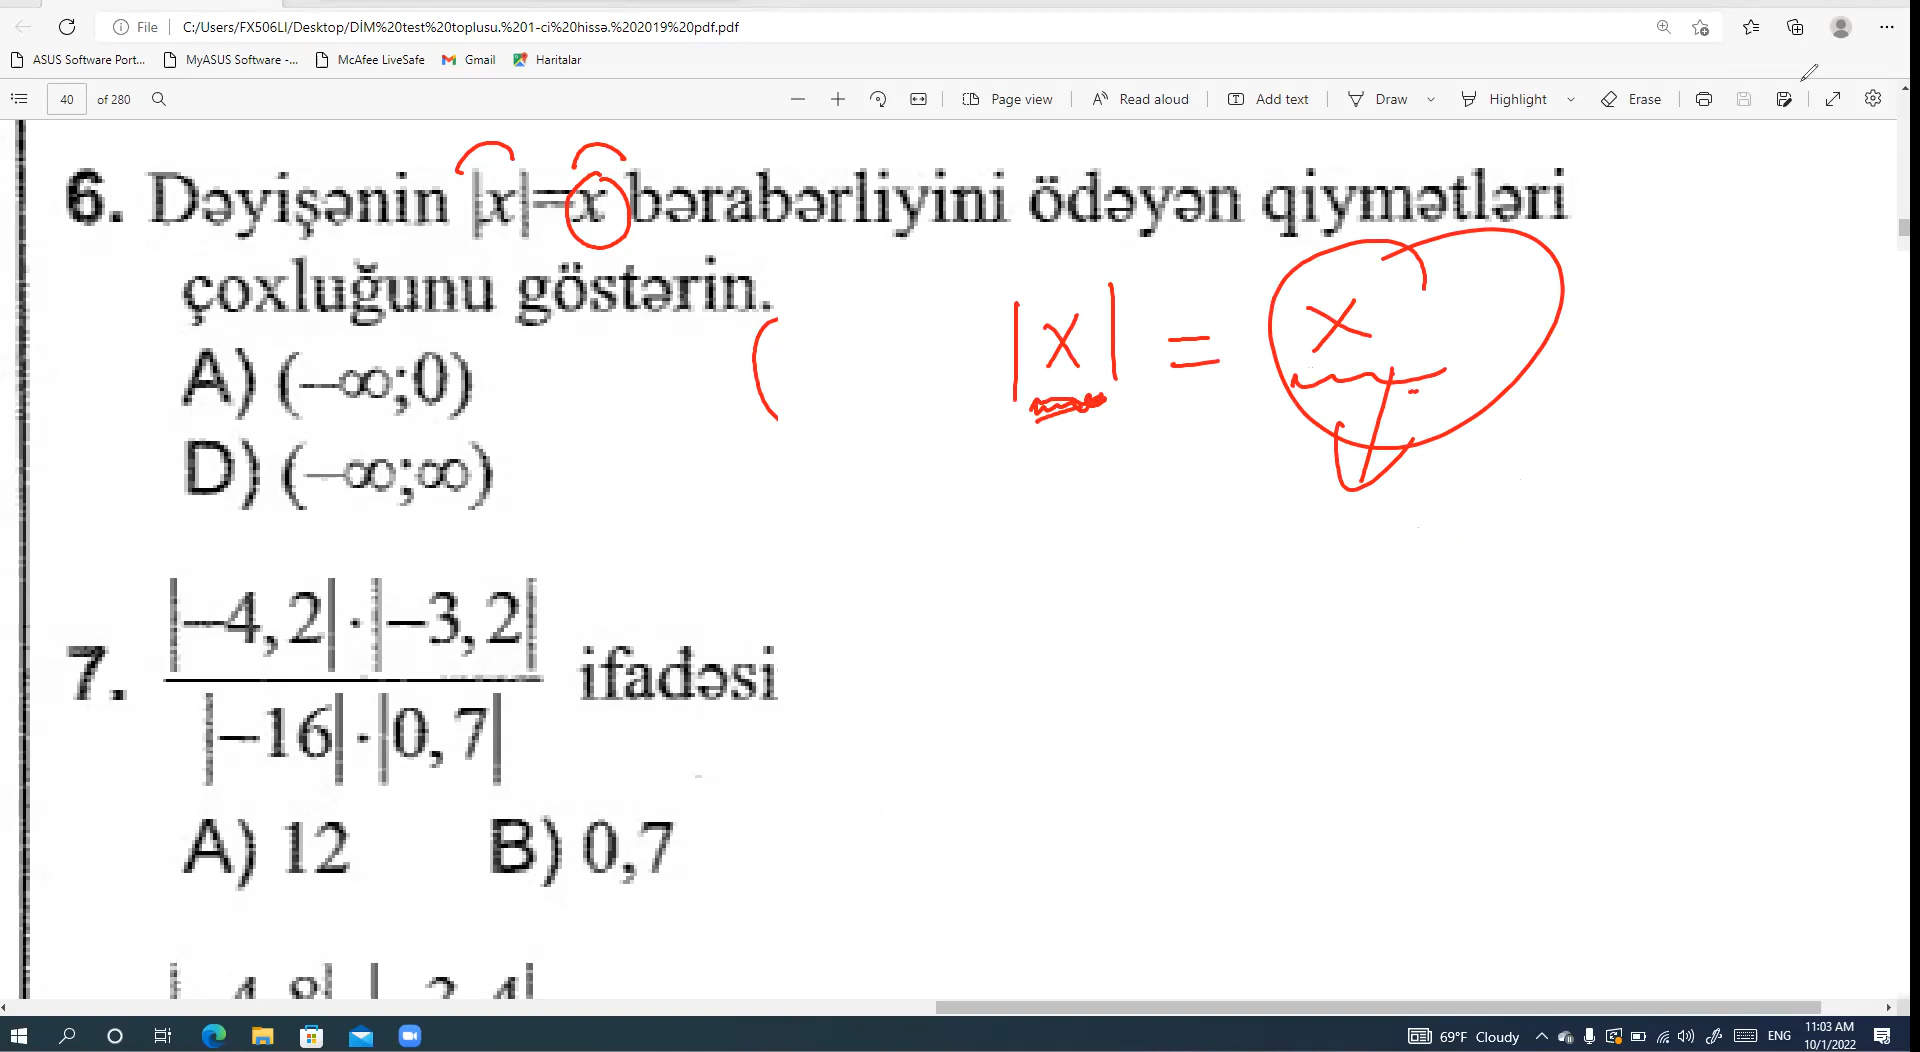 File C:/Users/FX506LI/Desktop/DİM%20test%20toplusu.%201-ci%20hissə.%202019%20pdf.pdf
ASUS Software Port... MyASUS Software -... McAfee LiveSafe Gmail Haritalar
40 of 280 Page view Read aloud Add text Draw Highlight Erase
6. Dəyişənin |x|=x bərabərliyini ödəyən qiymətləri
çoxluğunu göstərin.
|x| = x
A) (−∞;0)
D) (−∞;∞)
|−4,2|·|−3,2|
7. ifadəsi
|−16|·|0,7|
A) 12 B) 0,7
69°F Cloudy ENG 11:03 AM
10/1/2022